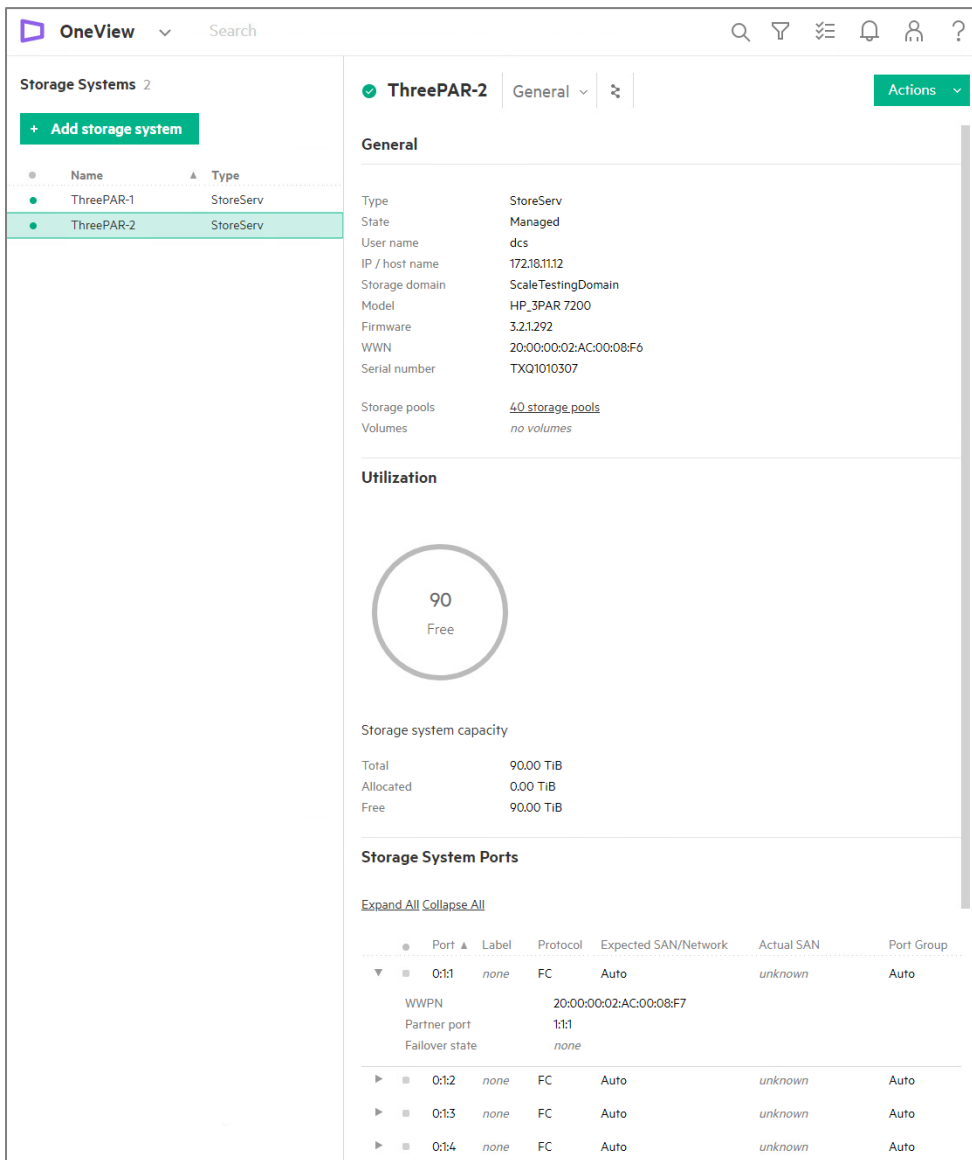 OneView Search
Storage Systems 2
+ Add storage system
Name Type
ThreePAR-1 StoreServ
ThreePAR-2 StoreServ
ThreePAR-2 General
Actions
General
Type StoreServ
State Managed
User name dcs
IP / host name 172.18.11.12
Storage domain ScaleTestingDomain
Model HP_3PAR 7200
Firmware 3.2.1.292
WWN 20:00:00:02:AC:00:08:F6
Serial number TXQ1010307
Storage pools 40 storage pools
Volumes no volumes
Utilization
90
Free
Storage system capacity
Total 90.00 TiB
Allocated 0.00 TiB
Free 90.00 TiB
Storage System Ports
Expand All Collapse All
Port Label Protocol Expected SAN/Network Actual SAN Port Group
0:1:1 none FC Auto unknown Auto
WWPN 20:00:00:02:AC:00:08:F7
Partner port 1:1:1
Failover state none
0:1:2 none FC Auto unknown Auto
0:1:3 none FC Auto unknown Auto
0:1:4 none FC Auto unknown Auto